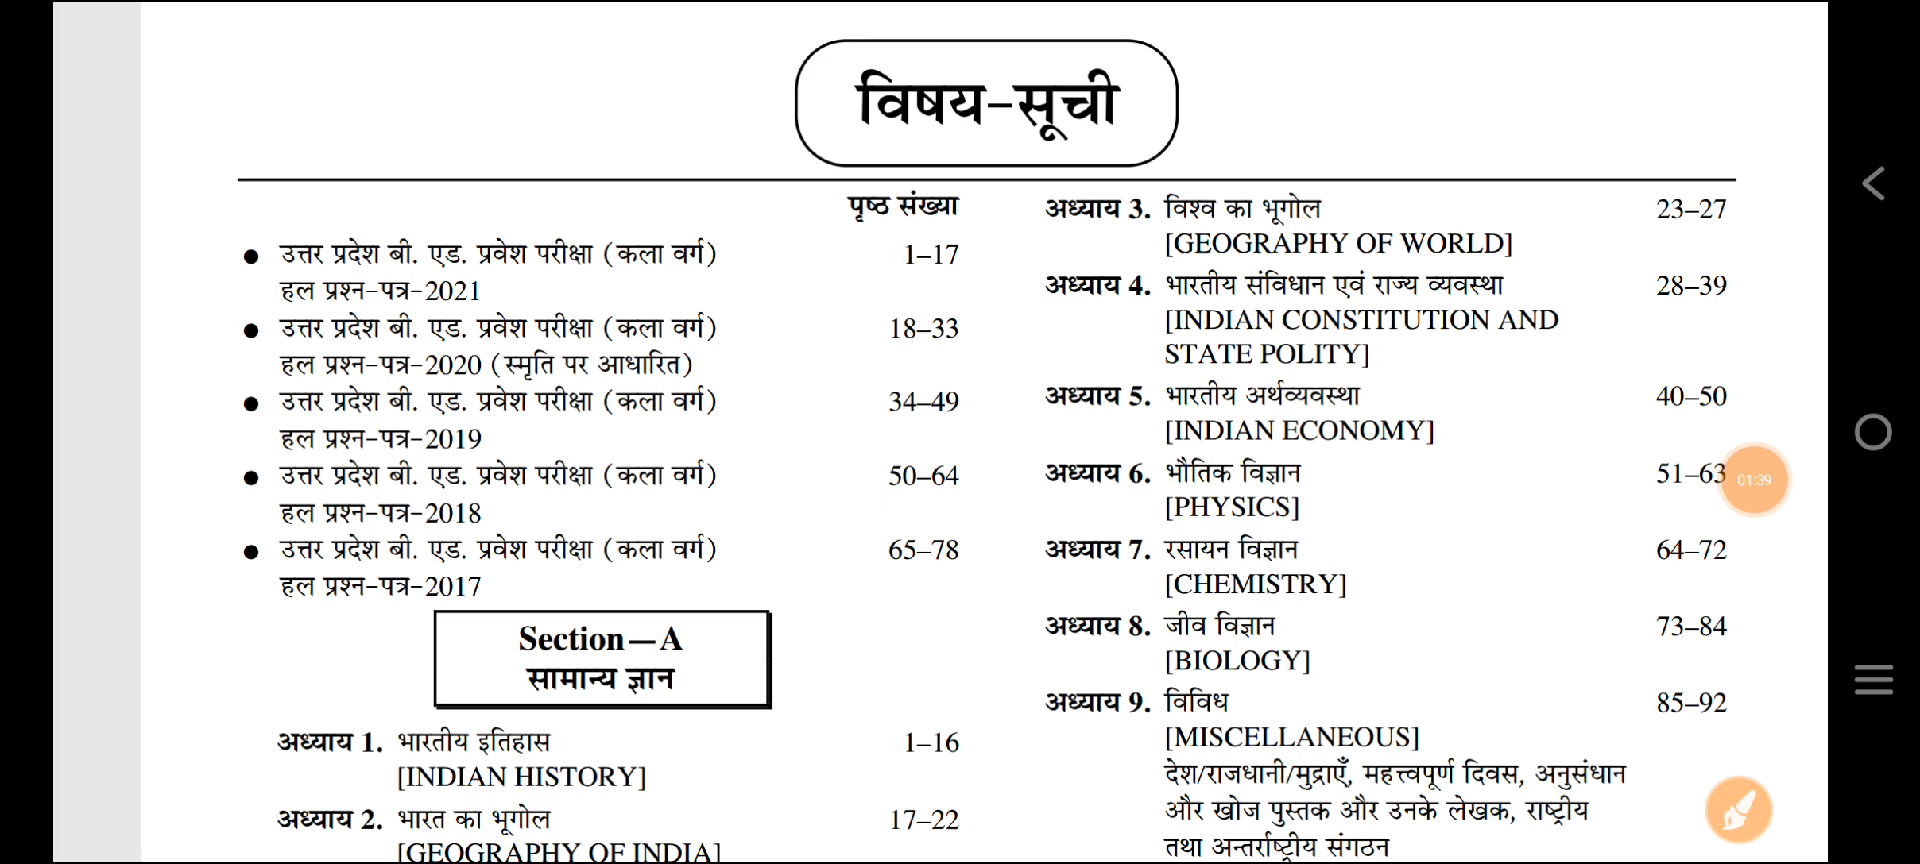 विषय-सूची
पृष्ठ संख्या
● उत्तर प्रदेश बी. एड. प्रवेश परीक्षा (कला वर्ग) 1–17
हल प्रश्न-पत्र-2021
● उत्तर प्रदेश बी. एड. प्रवेश परीक्षा (कला वर्ग) 18–33
हल प्रश्न-पत्र-2020 (स्मृति पर आधारित)
● उत्तर प्रदेश बी. एड. प्रवेश परीक्षा (कला वर्ग) 34–49
हल प्रश्न-पत्र-2019
● उत्तर प्रदेश बी. एड. प्रवेश परीक्षा (कला वर्ग) 50–64
हल प्रश्न-पत्र-2018
● उत्तर प्रदेश बी. एड. प्रवेश परीक्षा (कला वर्ग) 65–78
हल प्रश्न-पत्र-2017
Section—A
सामान्य ज्ञान
अध्याय 1. भारतीय इतिहास 1–16
[INDIAN HISTORY]
अध्याय 2. भारत का भूगोल 17–22
[GEOGRAPHY OF INDIA]
अध्याय 3. विश्व का भूगोल 23–27
[GEOGRAPHY OF WORLD]
अध्याय 4. भारतीय संविधान एवं राज्य व्यवस्था 28–39
[INDIAN CONSTITUTION AND
STATE POLITY]
अध्याय 5. भारतीय अर्थव्यवस्था 40–50
[INDIAN ECONOMY]
अध्याय 6. भौतिक विज्ञान 51–63
[PHYSICS]
अध्याय 7. रसायन विज्ञान 64–72
[CHEMISTRY]
अध्याय 8. जीव विज्ञान 73–84
[BIOLOGY]
अध्याय 9. विविध 85–92
[MISCELLANEOUS]
देश/राजधानी/मुद्राएँ, महत्त्वपूर्ण दिवस, अनुसंधान
और खोज पुस्तक और उनके लेखक, राष्ट्रीय
तथा अन्तर्राष्ट्रीय संगठन
01:39